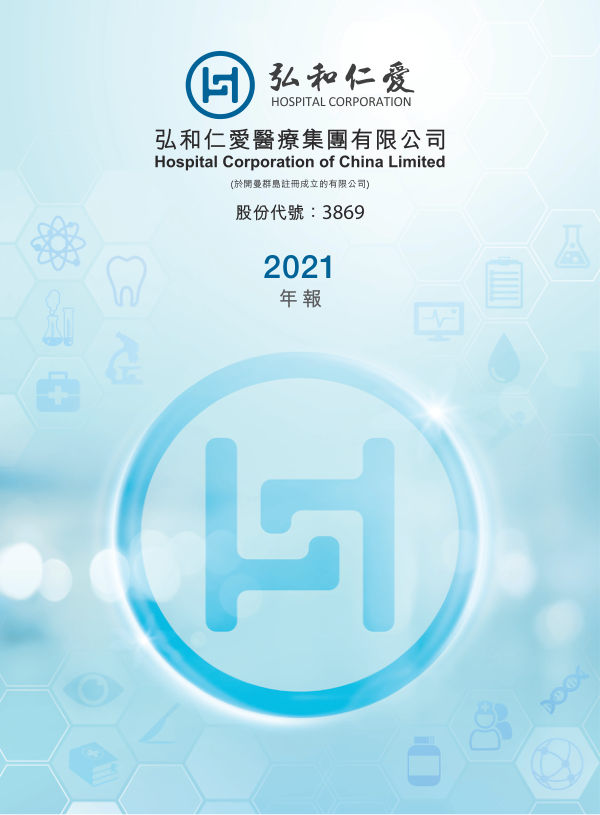 弘和仁愛
HOSPITAL CORPORATION
弘和仁愛醫療集團有限公司
Hospital Corporation of China Limited
(於開曼群島註冊成立的有限公司)
股份代號：3869
2021
年報